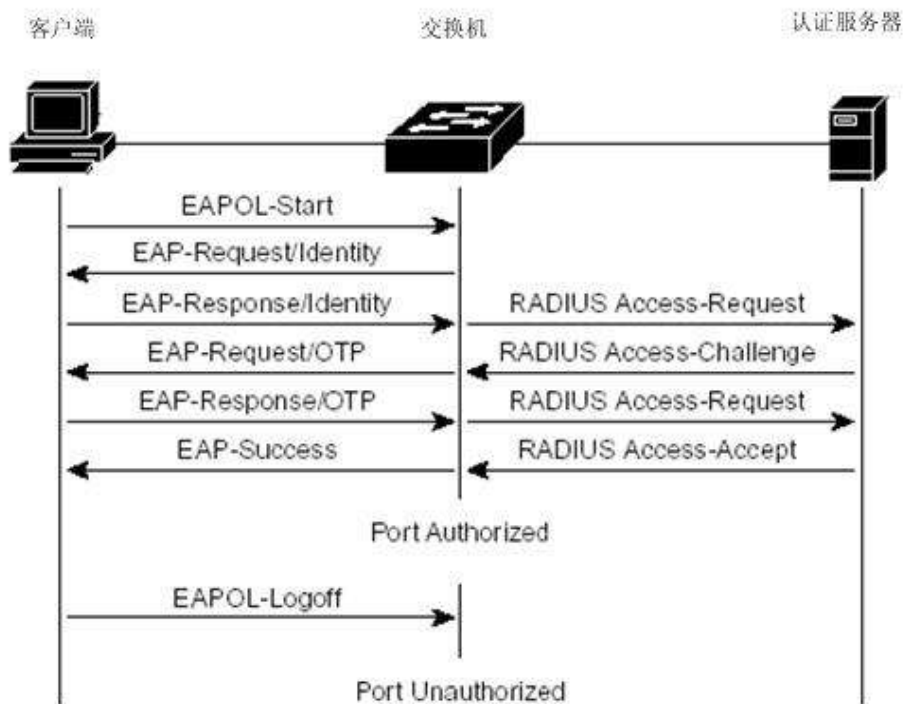 客户端
交换机
认证服务器
EAPOL-Start
EAP-Request/Identity
EAP-Response/Identity
RADIUS Access-Request
EAP-Request/OTP
RADIUS Access-Challenge
EAP-Response/OTP
RADIUS Access-Request
EAP-Success
RADIUS Access-Accept
Port Authorized
EAPOL-Logoff
Port Unauthorized